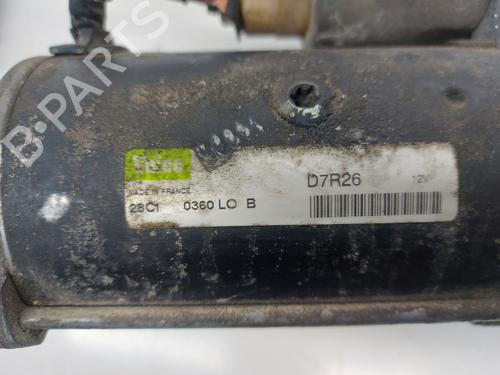 B-PARTS
Valeo
D7R26 12V
MADE IN FRANCE
28C1 0360 LO B